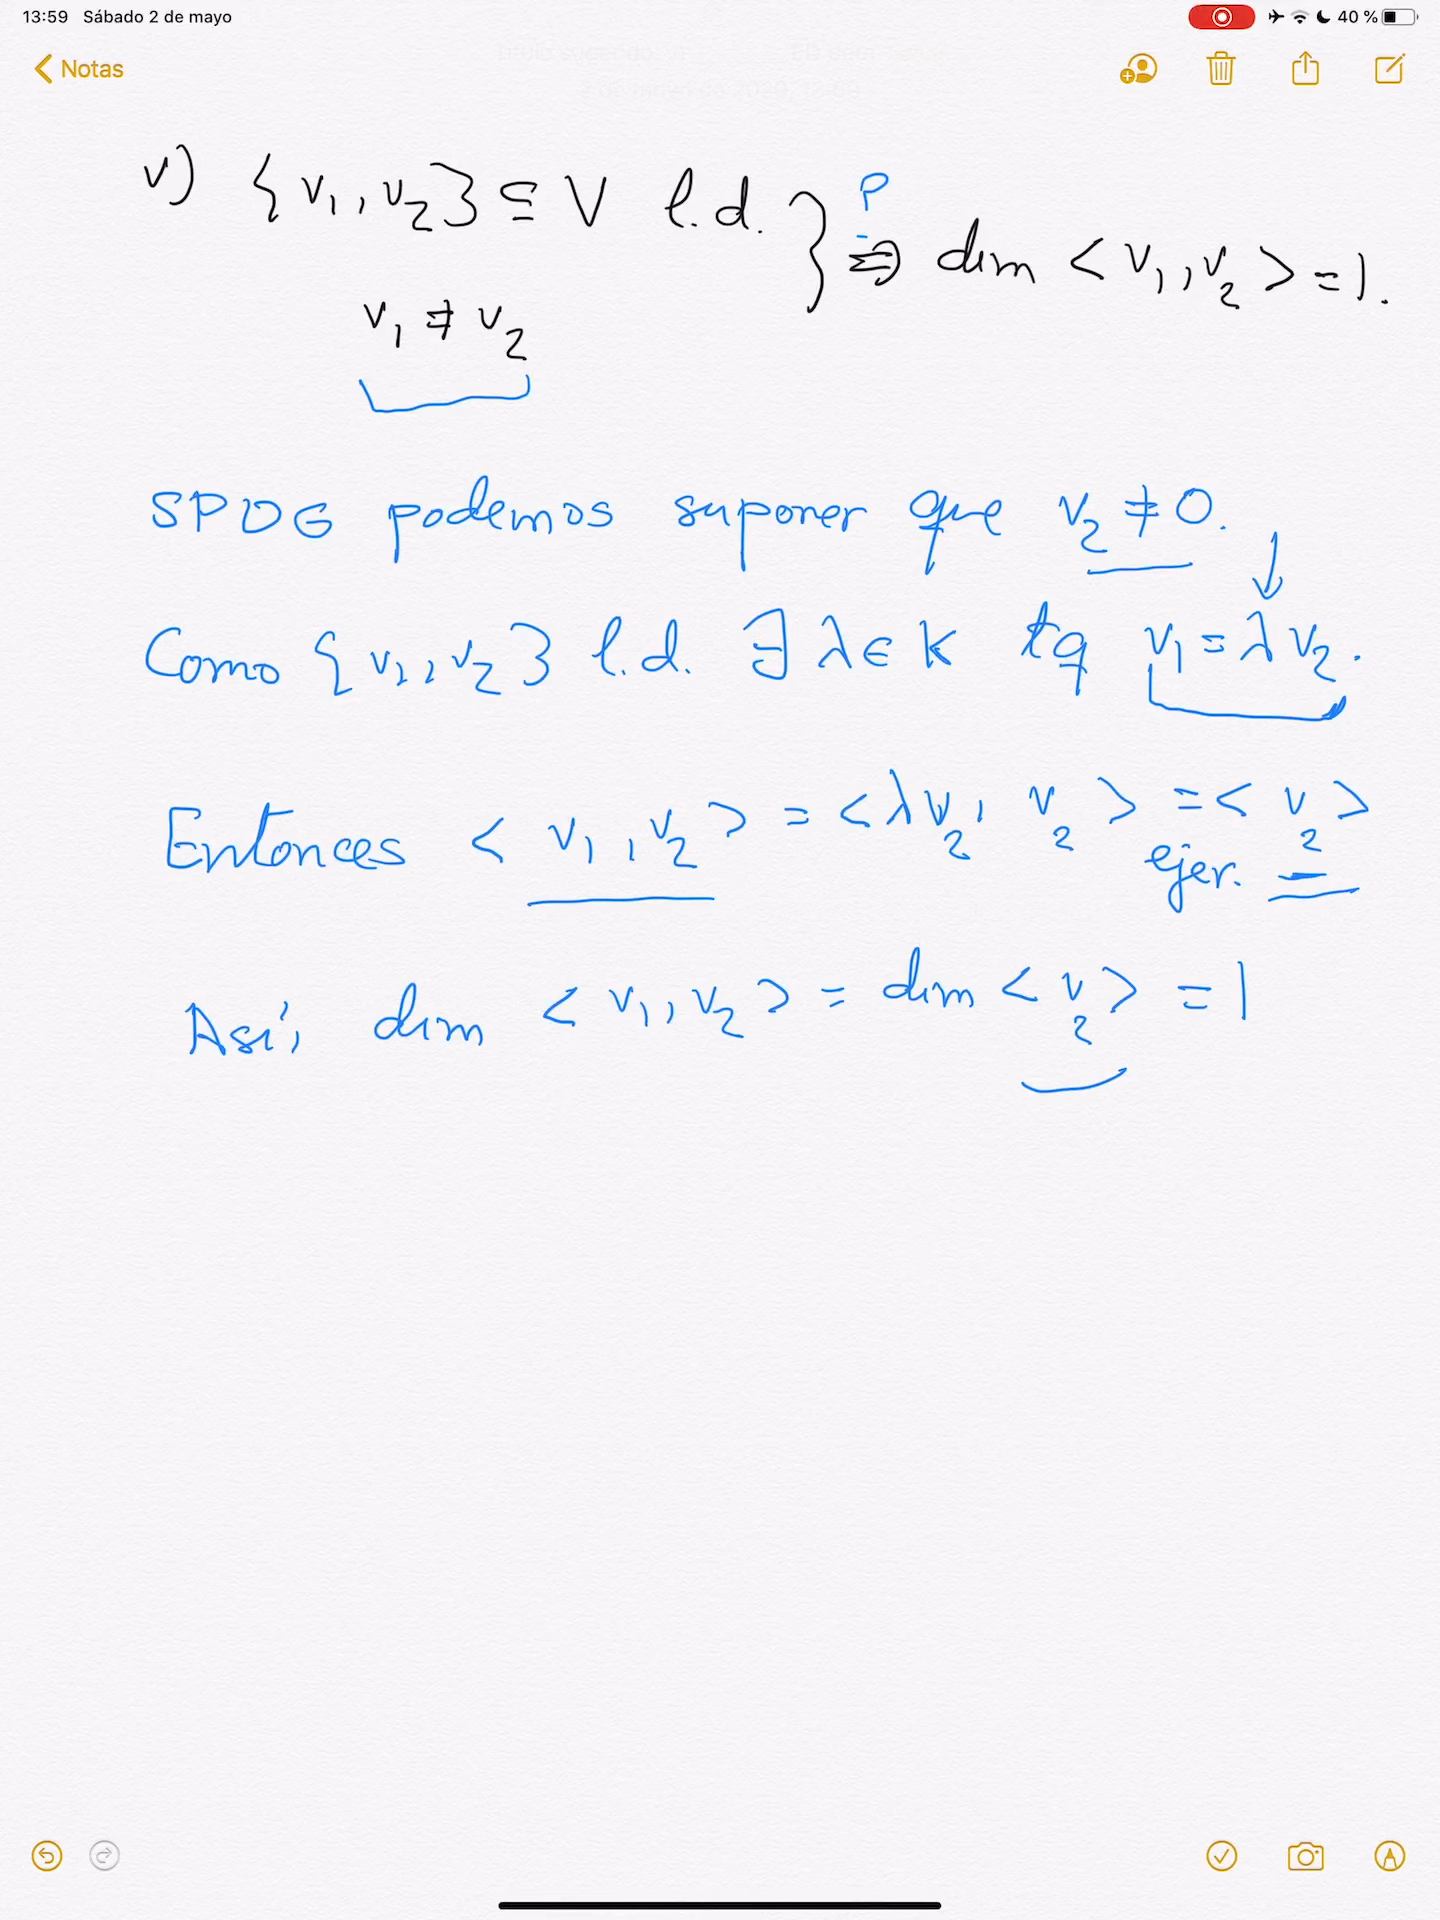 13:59 Sábado 2 de mayo 40 %
Notas
v) {v₁, v₂} ⊆ V l.d.
v₁ ≠ v₂
} ⇒ dim < v₁, v₂ > = 1.
P
SPDG podemos suponer que v₂ ≠ 0.
Como {v₁, v₂} l.d. ∃ λ ∈ K tq v₁ = λ v₂.
Entonces < v₁, v₂ > = < λ v₂, v₂ > = < v₂ >
ejer.
Así, dim < v₁, v₂ > = dim < v₂ > = 1